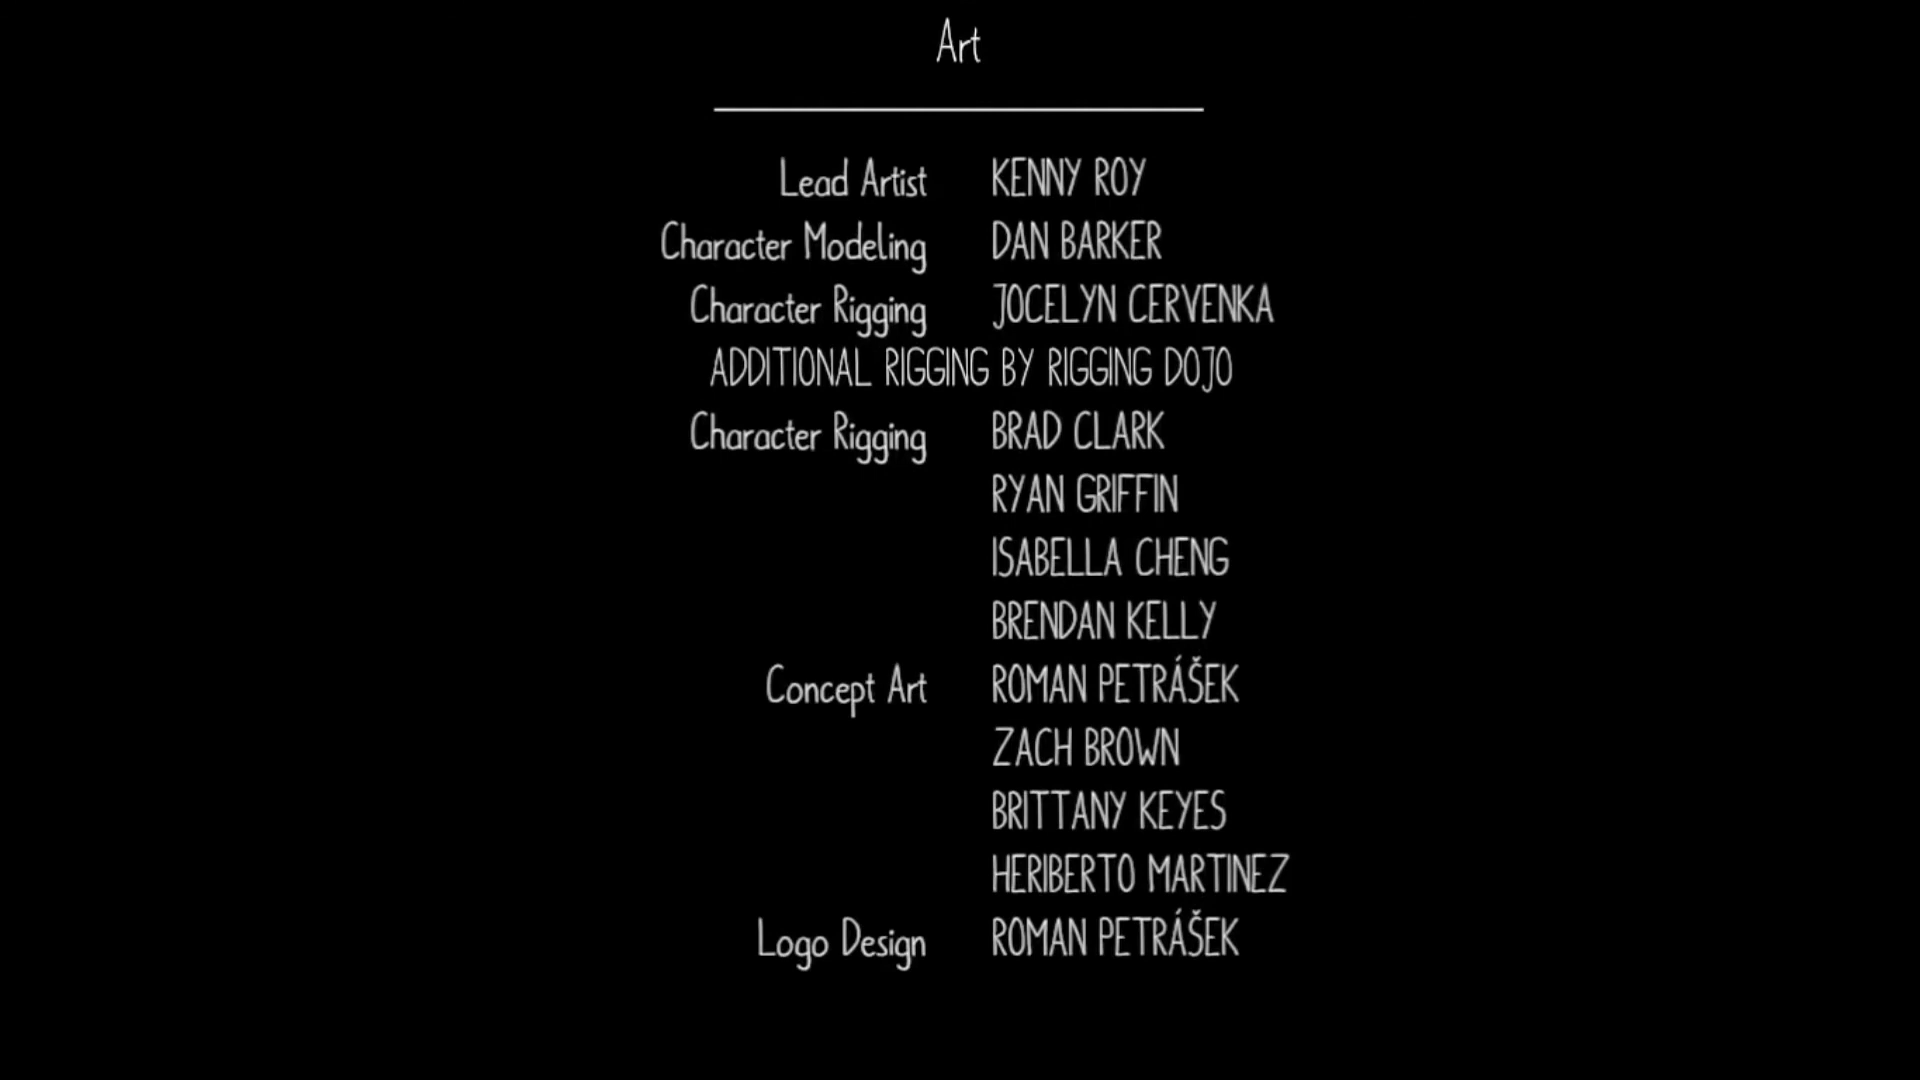 Art
Lead Artist KENNY ROY
Character Modeling DAN BARKER
Character Rigging JOCELYN CERVENKA
ADDITIONAL RIGGING BY RIGGING DOJO
Character Rigging BRAD CLARK
RYAN GRIFFIN
ISABELLA CHENG
BRENDAN KELLY
Concept Art ROMAN PETRÁŠEK
ZACH BROWN
BRITTANY KEYES
HERIBERTO MARTINEZ
Logo Design ROMAN PETRÁŠEK